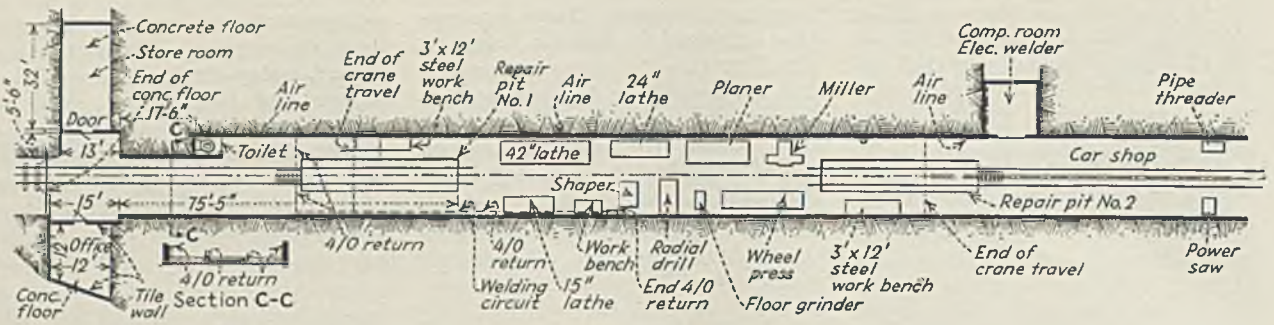 Concrete floor
Store room
End of
conc. floor
17-6"
5'-6"
32'
Door
13'
C
Toilet
Air
line
End of
crane
travel
3'x12'
steel
work
bench
Repair
pit
No.1
Air
line
24"
lathe
Planer
Miller
Air
line
Comp. room
Elec. welder
Pipe
threader
42" lathe
Shaper
Car shop
15'
75'-5"
12'
Office
12'
C
4/0 return
4/0 return
Section C-C
Conc.
floor
Tile
wall
4/0
return
Welding
circuit
15"
lathe
Work
bench
End 4/0
return
Radial
drill
Floor grinder
Wheel
press
3'x12'
steel
work bench
End of
crane travel
Repair pit No.2
Power
saw